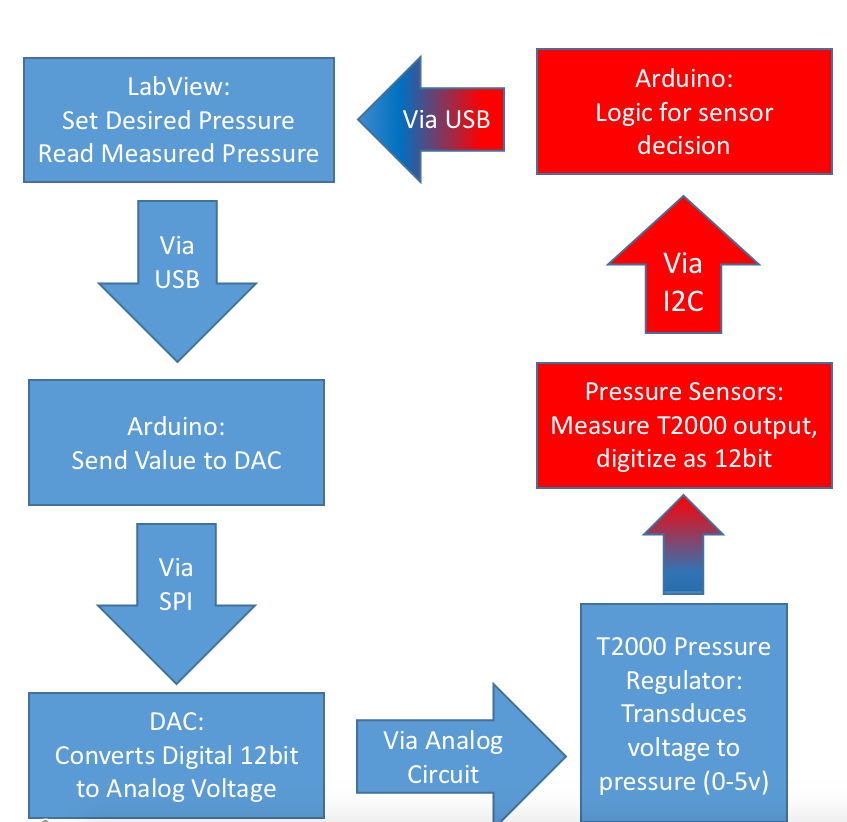 LabView:
Set Desired Pressure
Read Measured Pressure
Via USB
Arduino:
Logic for sensor
decision
Via
USB
Via
I2C
Arduino:
Send Value to DAC
Pressure Sensors:
Measure T2000 output,
digitize as 12bit
Via
SPI
DAC:
Converts Digital 12bit
to Analog Voltage
Via Analog
Circuit
T2000 Pressure
Regulator:
Transduces
voltage to
pressure (0-5v)